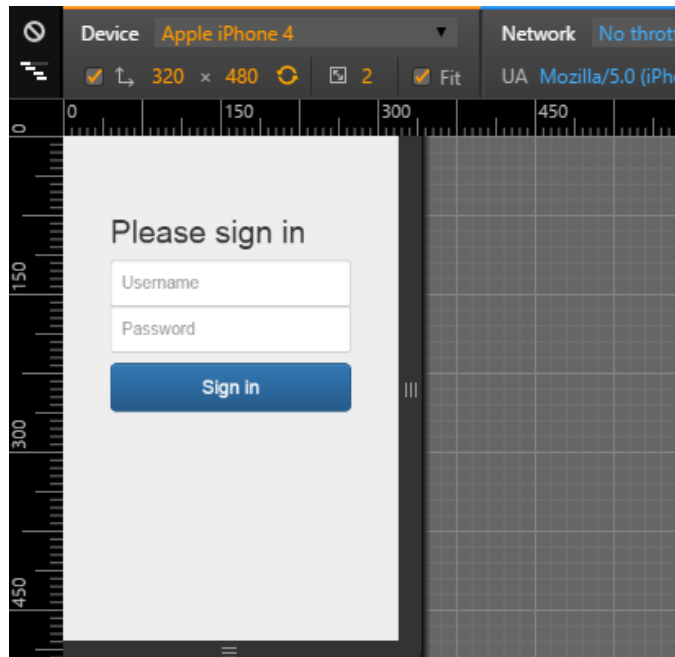 Device Apple iPhone 4 Network No thrott
320 × 480 2 Fit UA Mozilla/5.0 (iPh
0 150 300 450
0
Please sign in
150
Username
Password
Sign in
300
450